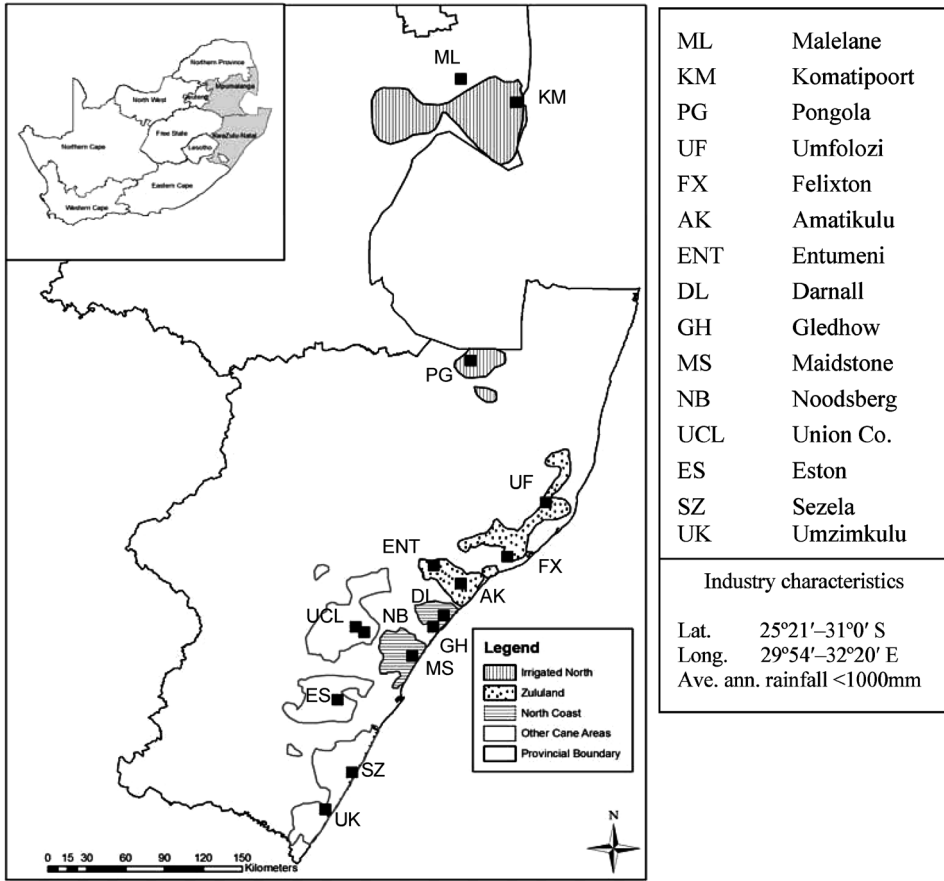 Northern Province
Mpumalanga
North West
Gauteng
Free State
KwaZulu-Natal
Lesotho
Northern Cape
Eastern Cape
Western Cape
ML
KM
PG
UF
FX
ENT
AK
DL
NB
UCL
GH
MS
ES
SZ
UK
Legend
Irrigated North
Zululand
North Coast
Other Cane Areas
Provincial Boundary
N
0 15 30 60 90 120 150
Kilometers
ML Malelane
KM Komatipoort
PG Pongola
UF Umfolozi
FX Felixton
AK Amatikulu
ENT Entumeni
DL Darnall
GH Gledhow
MS Maidstone
NB Noodsberg
UCL Union Co.
ES Eston
SZ Sezela
UK Umzimkulu
Industry characteristics
Lat. 25º21′–31º0′ S
Long. 29º54′–32º20′ E
Ave. ann. rainfall <1000mm